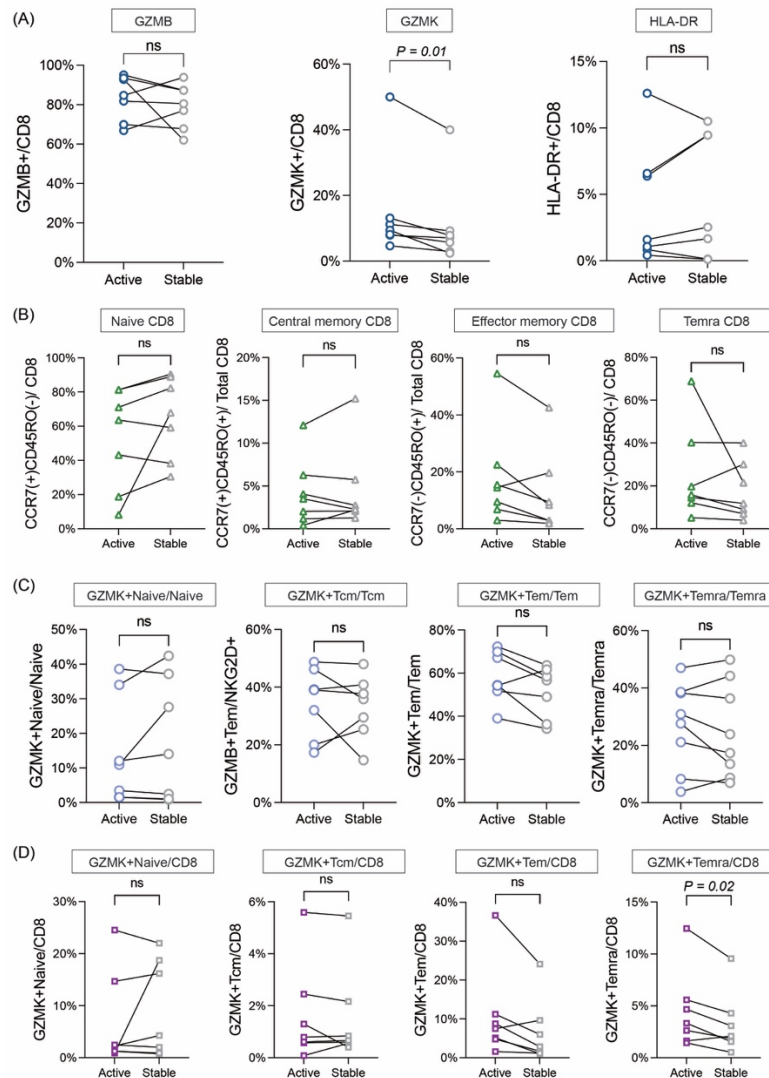 (A)
GZMB
GZMK
HLA-DR
ns
P = 0.01
ns
GZMB+/CD8
100%
80%
60%
40%
20%
0%
Active Stable
GZMK+/CD8
60%
40%
20%
0%
Active Stable
HLA-DR+/CD8
15%
10%
5%
0%
Active Stable
(B)
Naive CD8
Central memory CD8
Effector memory CD8
Temra CD8
ns
ns
ns
ns
CCR7(+)CD45RO(-)/ CD8
100%
80%
60%
40%
20%
0%
Active Stable
CCR7(+)CD45RO(+)/ Total CD8
20%
15%
10%
5%
0%
Active Stable
CCR7(-)CD45RO(+)/ Total CD8
60%
40%
20%
0%
Active Stable
CCR7(-)CD45RO(-)/ CD8
80%
60%
40%
20%
0%
Active Stable
(C)
GZMK+Naive/Naive
GZMK+Tcm/Tcm
GZMK+Tem/Tem
GZMK+Temra/Temra
ns
ns
ns
ns
GZMK+Naive/Naive
50%
40%
30%
20%
10%
0%
Active Stable
GZMB+Tem/NKG2D+
60%
40%
20%
0%
Active Stable
GZMK+Tem/Tem
80%
60%
40%
20%
0%
Active Stable
GZMK+Temra/Temra
60%
40%
20%
0%
Active Stable
(D)
GZMK+Naive/CD8
GZMK+Tcm/CD8
GZMK+Tem/CD8
GZMK+Temra/CD8
ns
ns
ns
P = 0.02
GZMK+Naive/CD8
30%
20%
10%
0%
Active Stable
GZMK+Tcm/CD8
6%
4%
2%
0%
Active Stable
GZMK+Tem/CD8
40%
30%
20%
10%
0%
Active Stable
GZMK+Temra/CD8
15%
10%
5%
0%
Active Stable